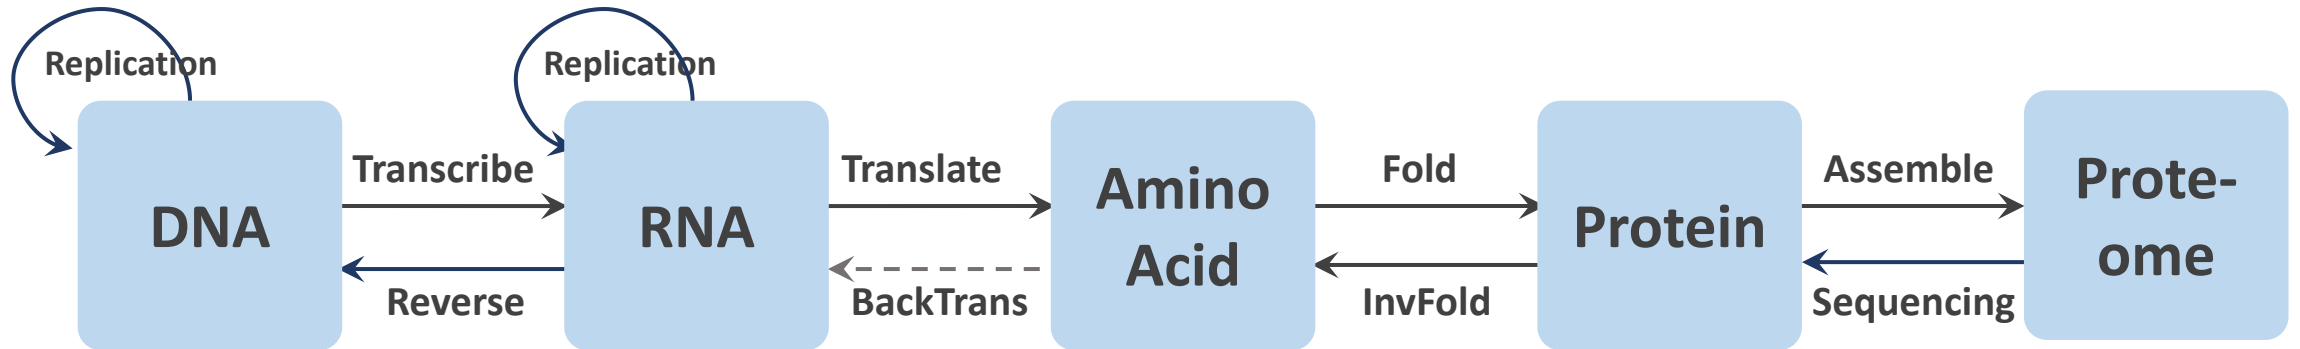 Replication
Replication
DNA
Transcribe
Reverse
RNA
Translate
BackTrans
Amino
Acid
Fold
InvFold
Protein
Assemble
Sequencing
Prote-
ome